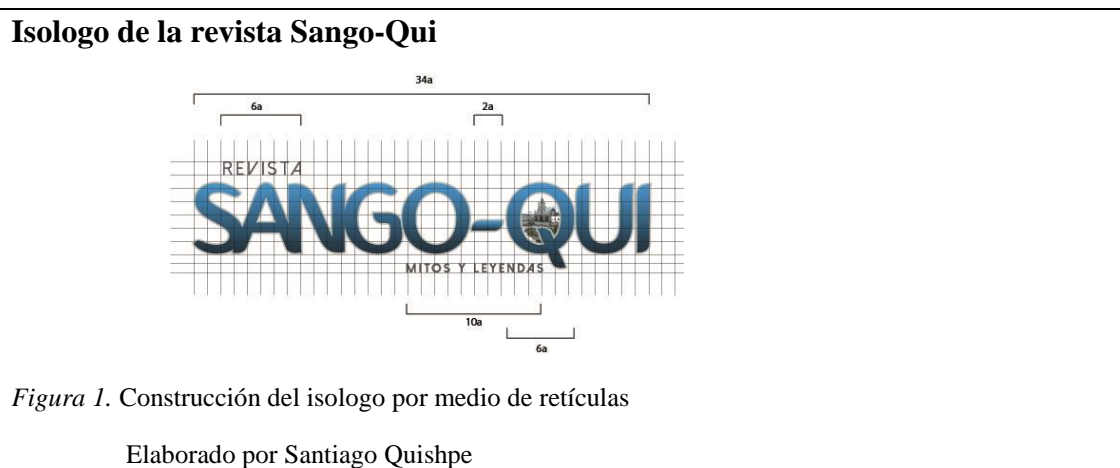 Isologo de la revista Sango-Qui
34a
6a 2a
REVISTA
SANGO-QUI
MITOS Y LEYENDAS
10a
6a
Figura 1. Construcción del isologo por medio de retículas
Elaborado por Santiago Quishpe